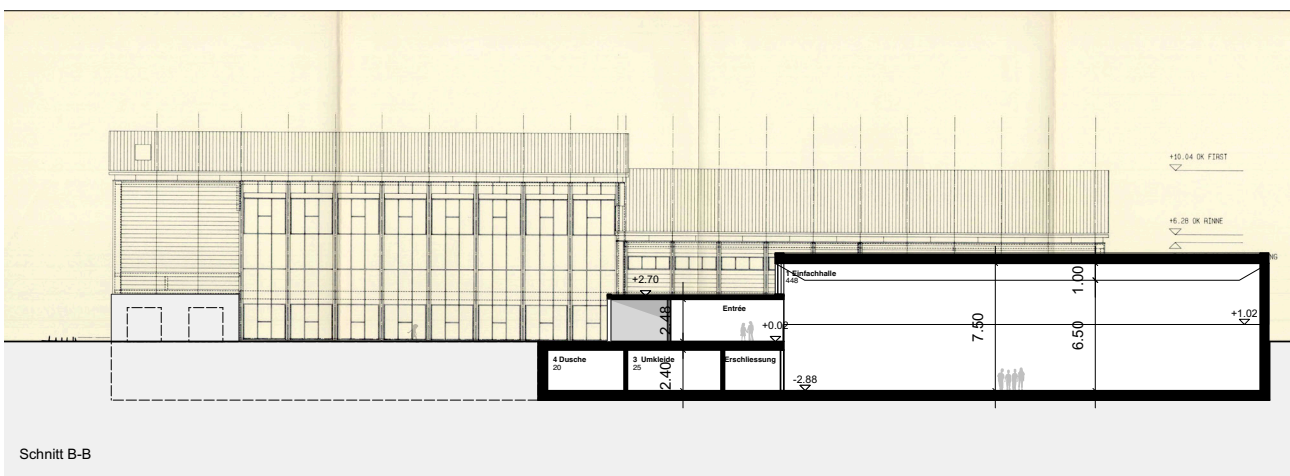 +10.04 OK FIRST
+6.28 OK RINNE
NG
1 Einfachhalle
448
1.00
+2.70
Entrée
2.48
+0.02
7.50
6.50
+1.02
4 Dusche
20
3 Umkleide
25
Erschliessung
2.40
-2.88
Schnitt B-B